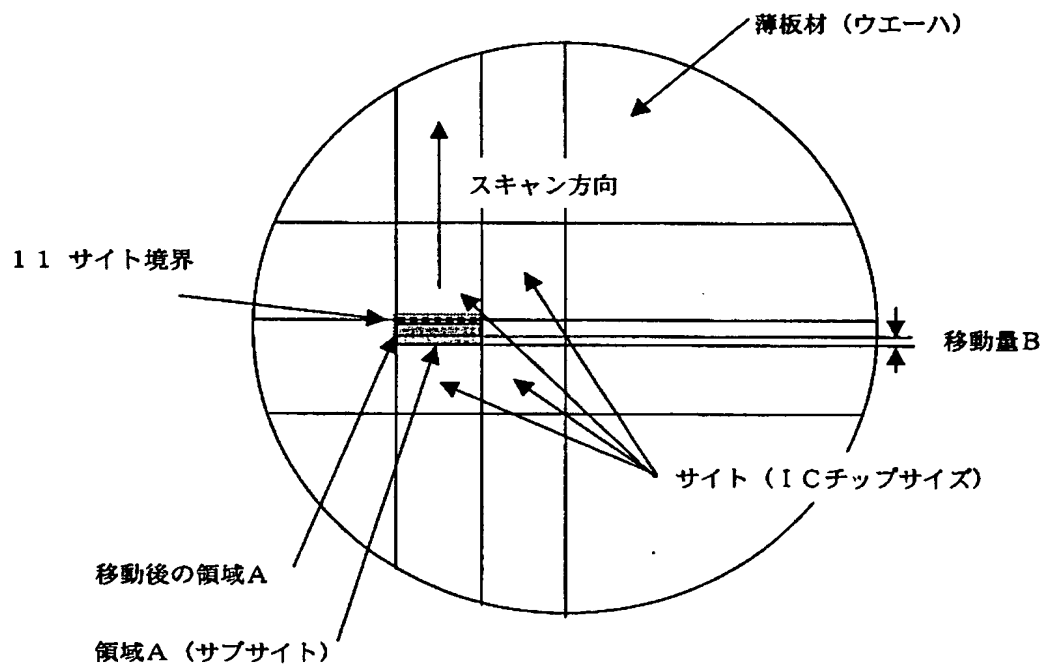 薄板材（ウエーハ）
スキャン方向
１１ サイト境界
移動量Ｂ
サイト（ＩＣチップサイズ）
移動後の領域Ａ
領域Ａ（サブサイト）